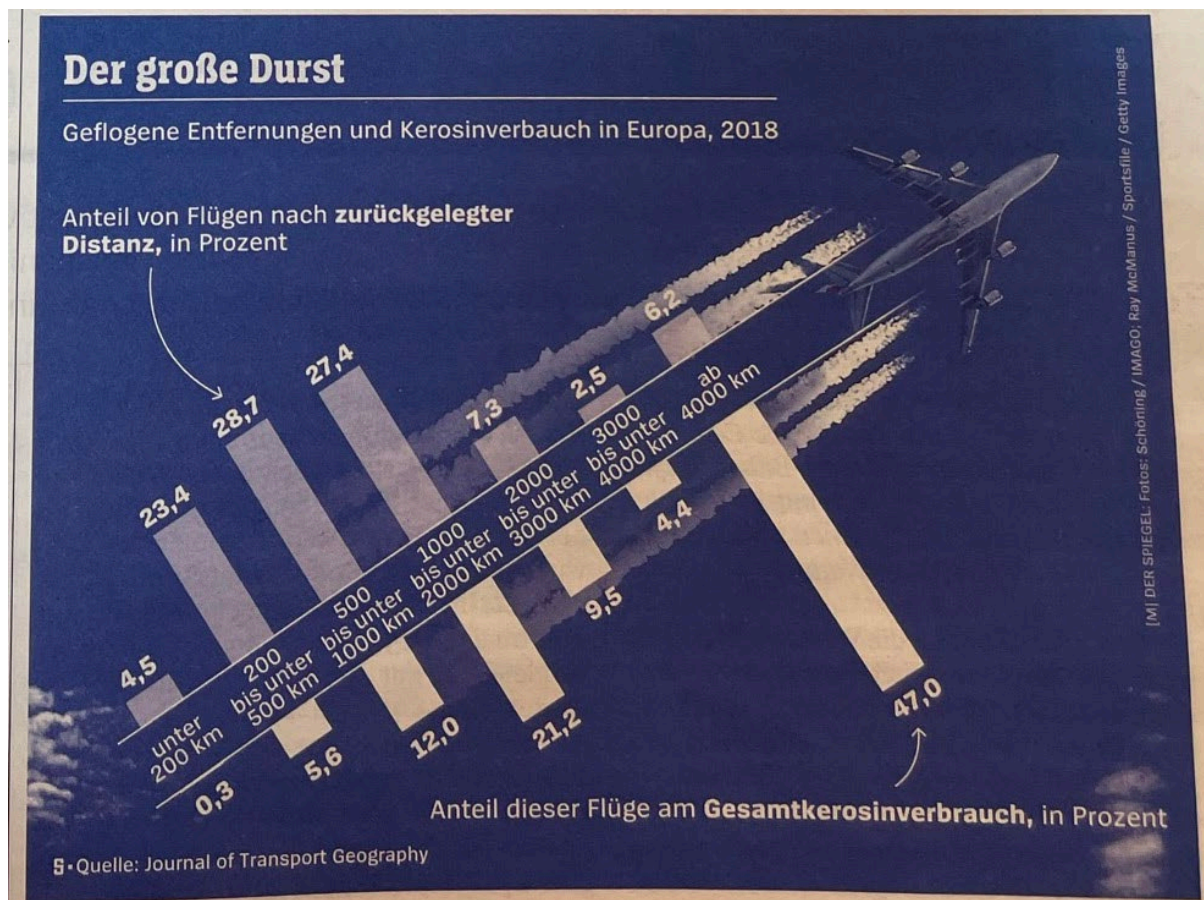 Der große Durst
Geflogene Entfernungen und Kerosinverbauch in Europa, 2018
Anteil von Flügen nach zurückgelegter
Distanz, in Prozent
4,5
23,4
28,7
27,4
7,3
2,5
6,2
unter
200 km
200
bis unter
500 km
500
bis unter
1000 km
1000
bis unter
2000 km
2000
bis unter
3000 km
3000
bis unter
4000 km
ab
4000 km
0,3
5,6
12,0
21,2
9,5
4,4
47,0
Anteil dieser Flüge am Gesamtkerosinverbrauch, in Prozent
S▪Quelle: Journal of Transport Geography
[M] DER SPIEGEL: Fotos: Schöning / IMAGO; Ray McManus / Sportsfile / Getty Images